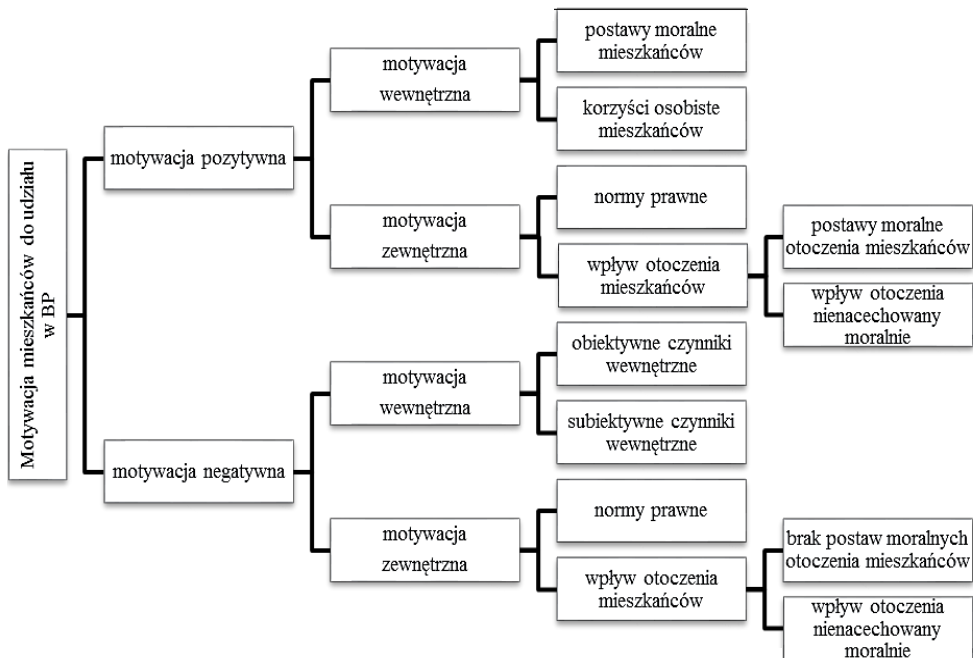 Motywacja mieszkańców do udziału
w BP
motywacja pozytywna
motywacja
wewnętrzna
postawy moralne
mieszkańców
korzyści osobiste
mieszkańców
motywacja
zewnętrzna
normy prawne
wpływ otoczenia
mieszkańców
postawy moralne
otoczenia mieszkańców
wpływ otoczenia
nienacechowany
moralnie
motywacja negatywna
motywacja
wewnętrzna
obiektywne czynniki
wewnętrzne
subiektywne czynniki
wewnętrzne
motywacja
zewnętrzna
normy prawne
wpływ otoczenia
mieszkańców
brak postaw moralnych
otoczenia mieszkańców
wpływ otoczenia
nienacechowany
moralnie